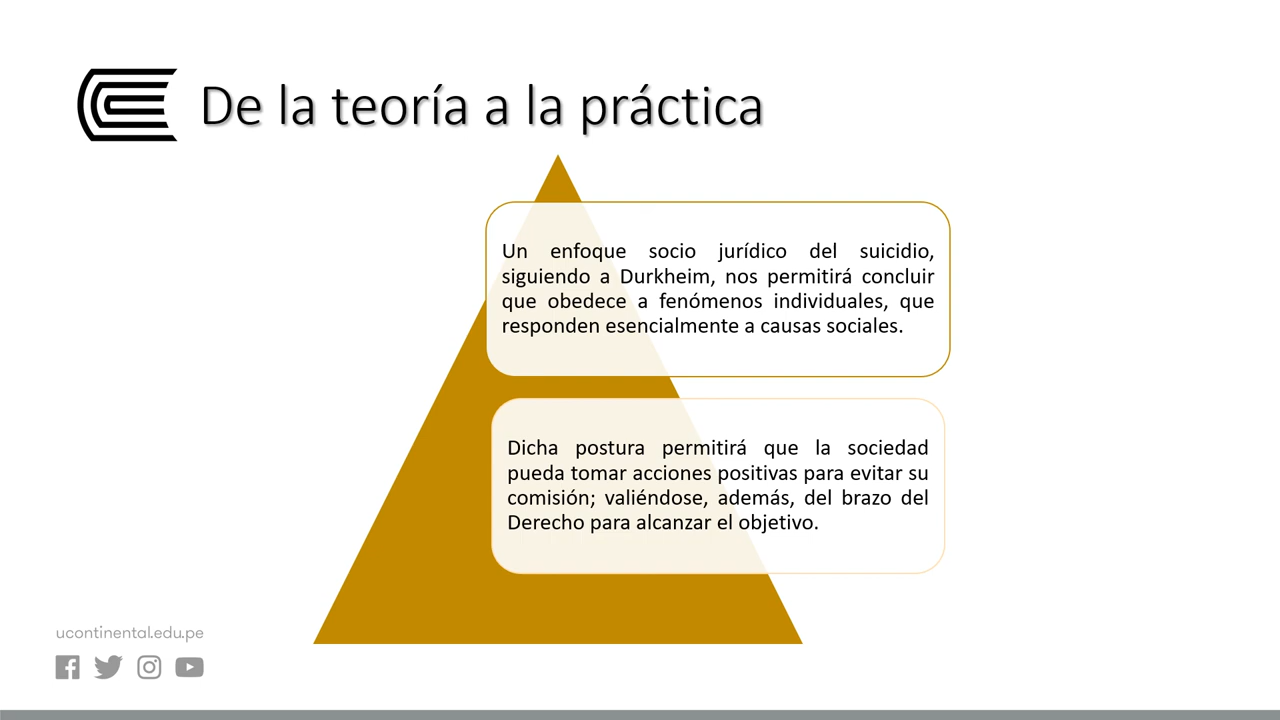 De la teoría a la práctica
Un enfoque socio jurídico del suicidio,
siguiendo a Durkheim, nos permitirá concluir
que obedece a fenómenos individuales, que
responden esencialmente a causas sociales.
Dicha postura permitirá que la sociedad
pueda tomar acciones positivas para evitar su
comisión; valiéndose, además, del brazo del
Derecho para alcanzar el objetivo.
ucontinental.edu.pe